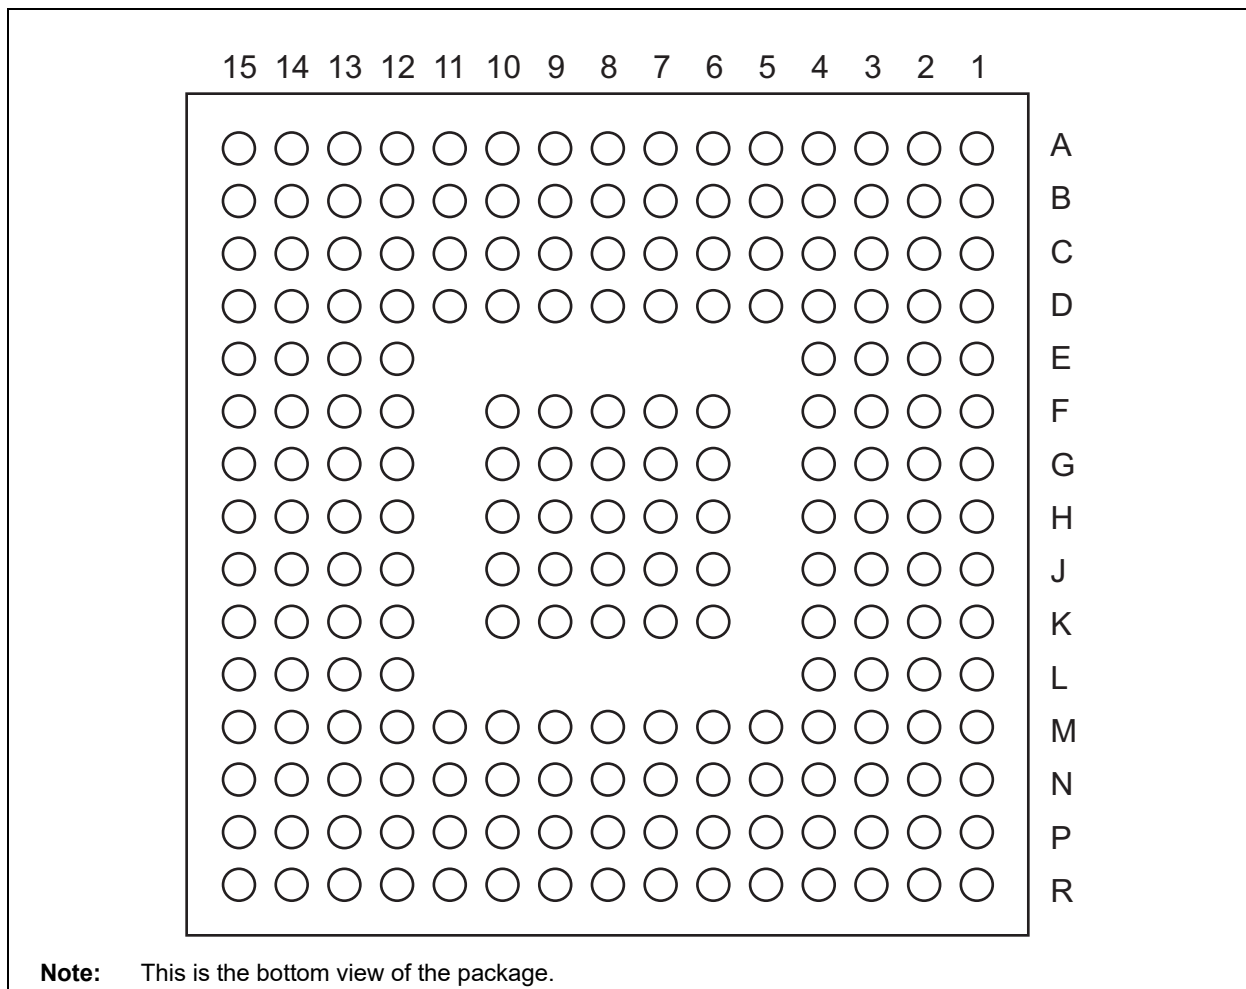 15 14 13 12 11 10 9 8 7 6 5 4 3 2 1
A
B
C
D
E
F
G
H
J
K
L
M
N
P
R
Note: This is the bottom view of the package.